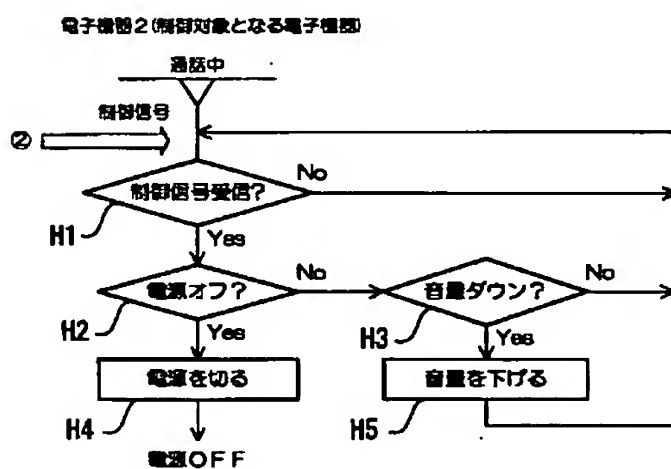 電子機器2(制御対象となる電子機器)
通話中
制御信号
②
制御信号受信?
No
H1
Yes
電源オフ?
No
音量ダウン?
No
H2
Yes
H3
Yes
電源を切る
音量を下げる
H4
H5
電源OFF